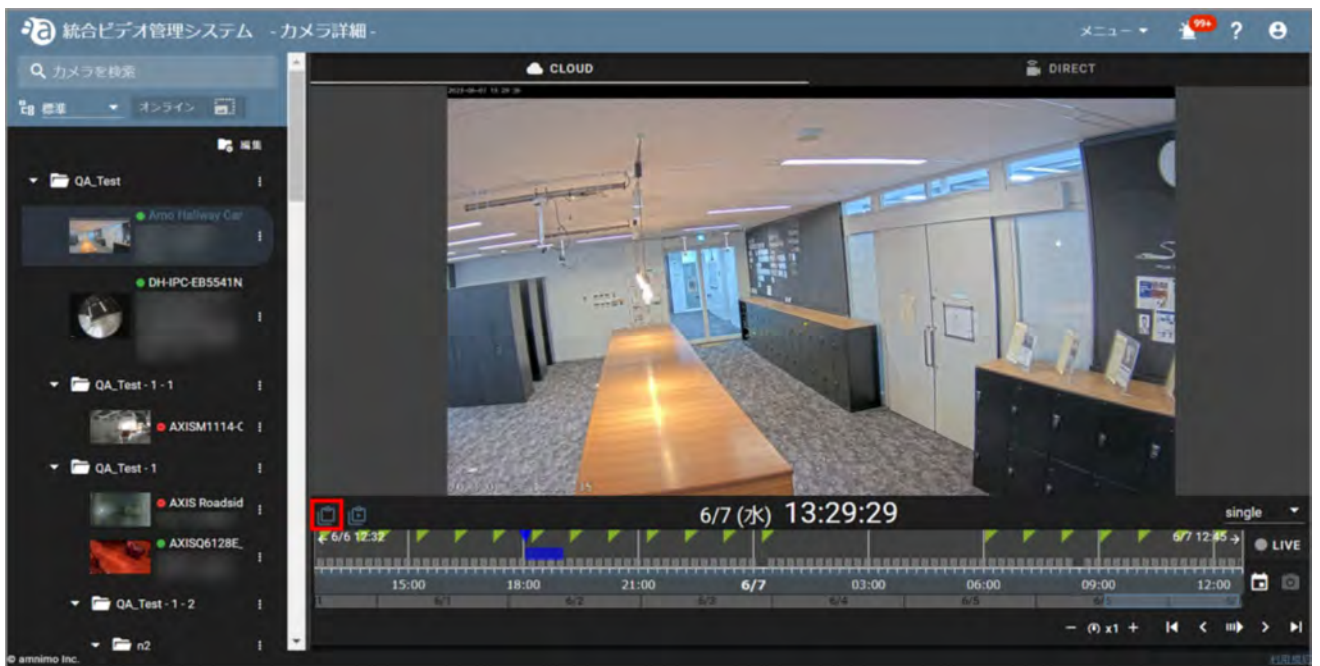 統合ビデオ管理システム - カメラ詳細 -
メニュー
99+
?
カメラを検索
標準
オンライン
編集
QA_Test
Arno Hallway Car
DH-IPC-EB5541N
QA_Test - 1 - 1
AXISM1114-C
QA_Test - 1
AXIS Roadsid
AXISQ6128E_
QA_Test - 1 - 2
n2
© amnimo Inc.
CLOUD
DIRECT
6/7 (水) 13:29:29
single
6/6 12:32
6/7 12:45
LIVE
15:00
18:00
21:00
6/7
03:00
06:00
09:00
12:00
6/1
6/2
6/3
6/4
6/5
x1